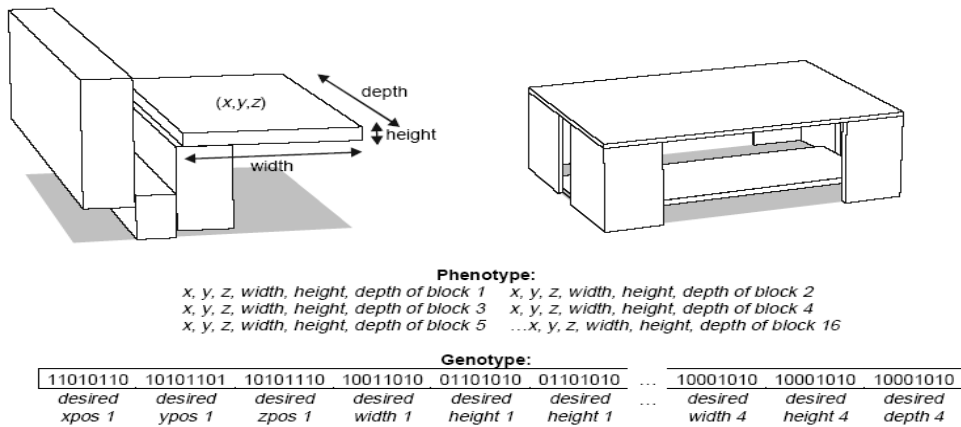 (x,y,z)
depth
height
width
Phenotype:
x, y, z, width, height, depth of block 1 x, y, z, width, height, depth of block 2
x, y, z, width, height, depth of block 3 x, y, z, width, height, depth of block 4
x, y, z, width, height, depth of block 5 ...x, y, z, width, height, depth of block 16
Genotype:
11010110 10101101 10101110 10011010 01101010 01101010 ... 10001010 10001010 10001010
desired desired desired desired desired desired ... desired desired desired
xpos 1 ypos 1 zpos 1 width 1 height 1 height 1 width 4 height 4 depth 4